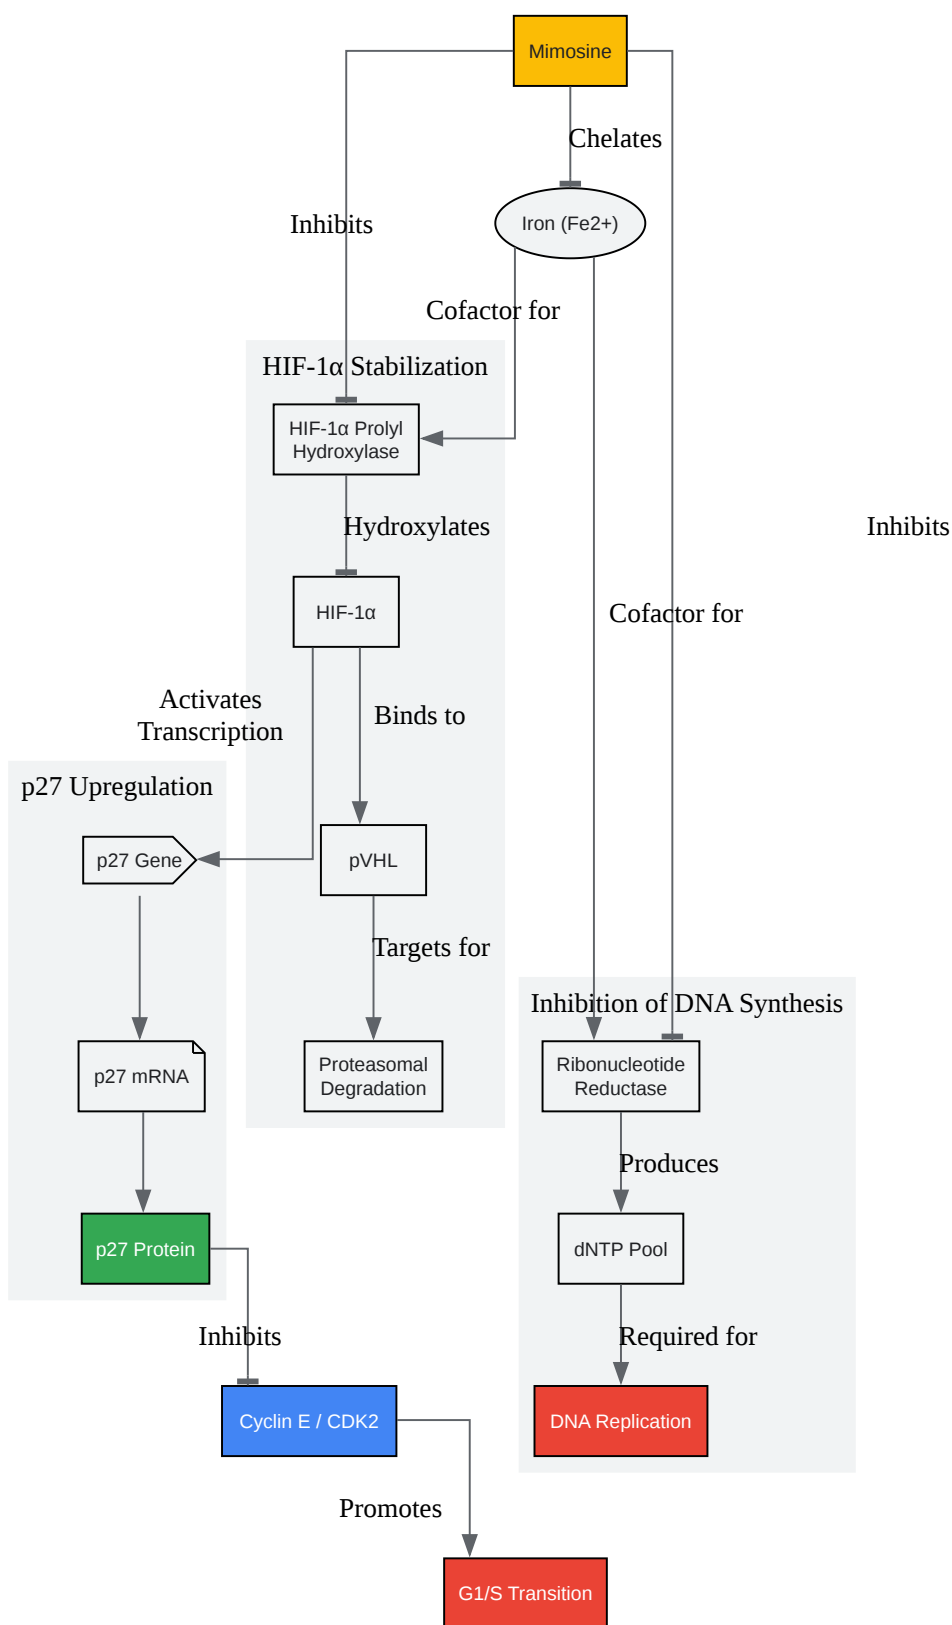 Mimosine
Chelates
Inhibits
Iron (Fe2+)
Cofactor for
HIF-1α Stabilization
HIF-1α Prolyl
Hydroxylase
Hydroxylates
Inhibits
HIF-1α
Cofactor for
Activates
Transcription
Binds to
p27 Upregulation
p27 Gene
pVHL
Targets for
Inhibition of DNA Synthesis
p27 mRNA
Proteasomal
Degradation
Ribonucleotide
Reductase
Produces
p27 Protein
dNTP Pool
Inhibits
Required for
Cyclin E / CDK2
DNA Replication
Promotes
G1/S Transition